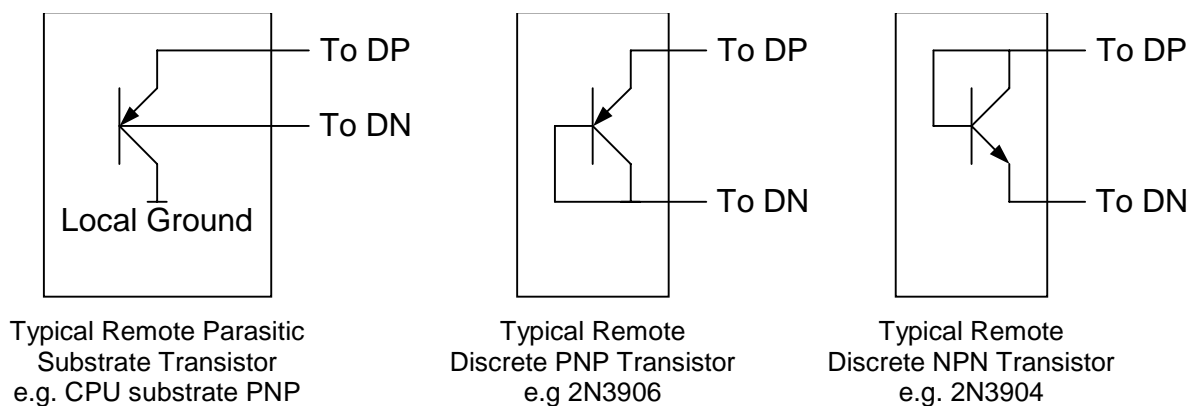 To DP
To DN
Local Ground
Typical Remote Parasitic
Substrate Transistor
e.g. CPU substrate PNP
To DP
To DN
Typical Remote
Discrete PNP Transistor
e.g 2N3906
To DP
To DN
Typical Remote
Discrete NPN Transistor
e.g. 2N3904